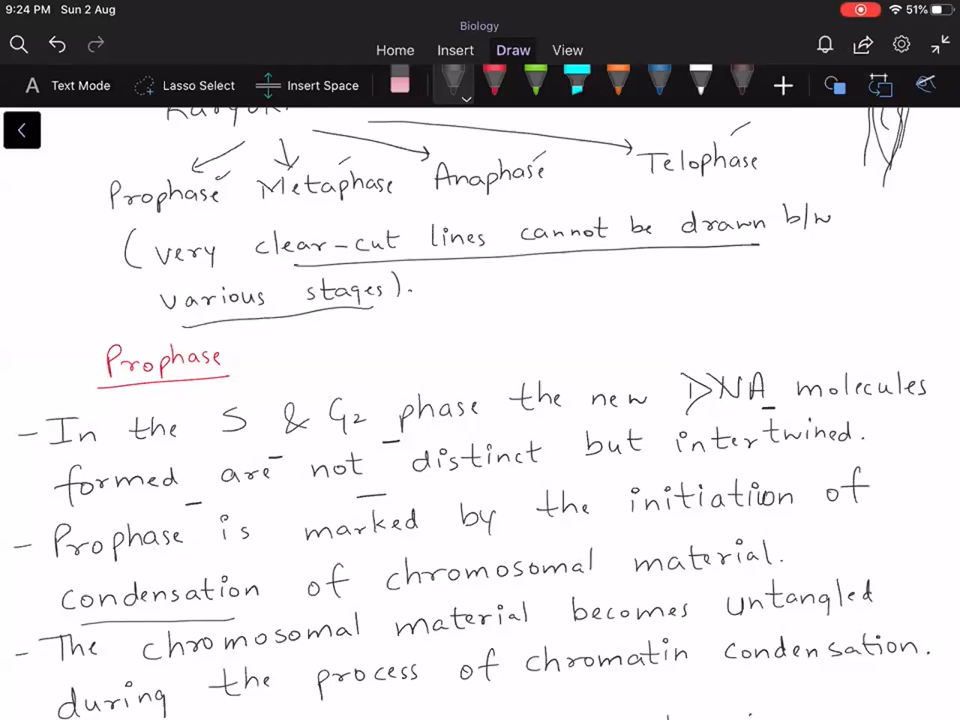 9:24 PM Sun 2 Aug 51%
Biology
Home Insert Draw View
Text Mode Lasso Select Insert Space
Prophase Metaphase Anaphase Telophase
(very clear-cut lines cannot be drawn b/w
various stages).
Prophase
- In the S & G2 phase the new DNA molecules
formed are not distinct but intertwined.
- Prophase is marked by the initiation of
condensation of chromosomal material.
- The chromosomal material becomes untangled
during the process of chromatin condensation.